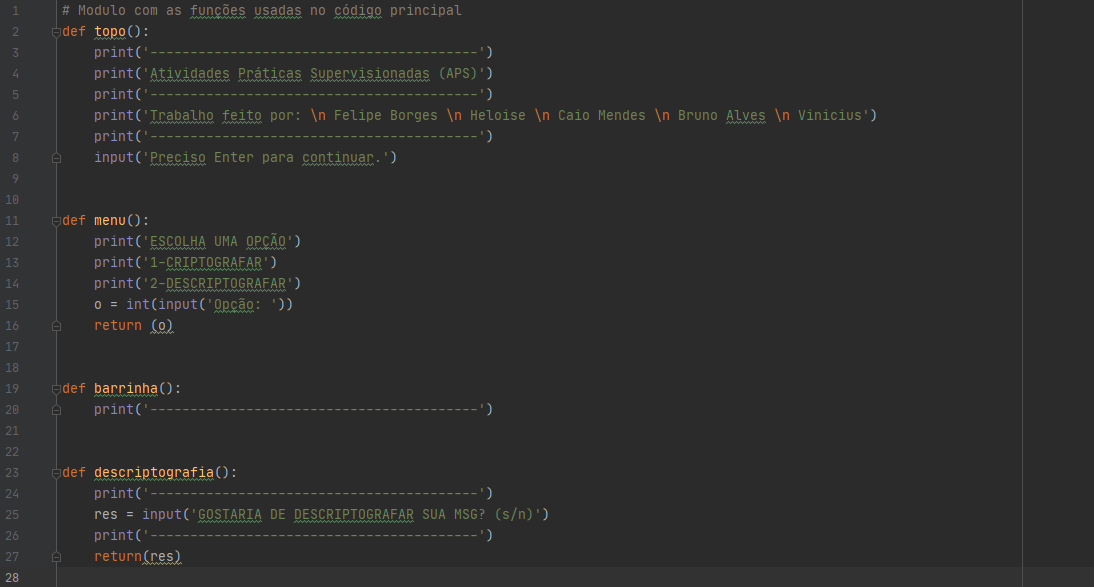 1 # Modulo com as funções usadas no código principal
2 def topo():
3     print('-----------------------------------------')
4     print('Atividades Práticas Supervisionadas (APS)')
5     print('-----------------------------------------')
6     print('Trabalho feito por: \n Felipe Borges \n Heloise \n Caio Mendes \n Bruno Alves \n Vinicius')
7     print('-----------------------------------------')
8     input('Preciso Enter para continuar.')
9
10
11 def menu():
12     print('ESCOLHA UMA OPÇÃO')
13     print('1-CRIPTOGRAFAR')
14     print('2-DESCRIPTOGRAFAR')
15     o = int(input('Opção: '))
16     return (o)
17
18
19 def barrinha():
20     print('-----------------------------------------')
21
22
23 def descriptografia():
24     print('-----------------------------------------')
25     res = input('GOSTARIA DE DESCRIPTOGRAFAR SUA MSG? (s/n)')
26     print('-----------------------------------------')
27     return(res)
28